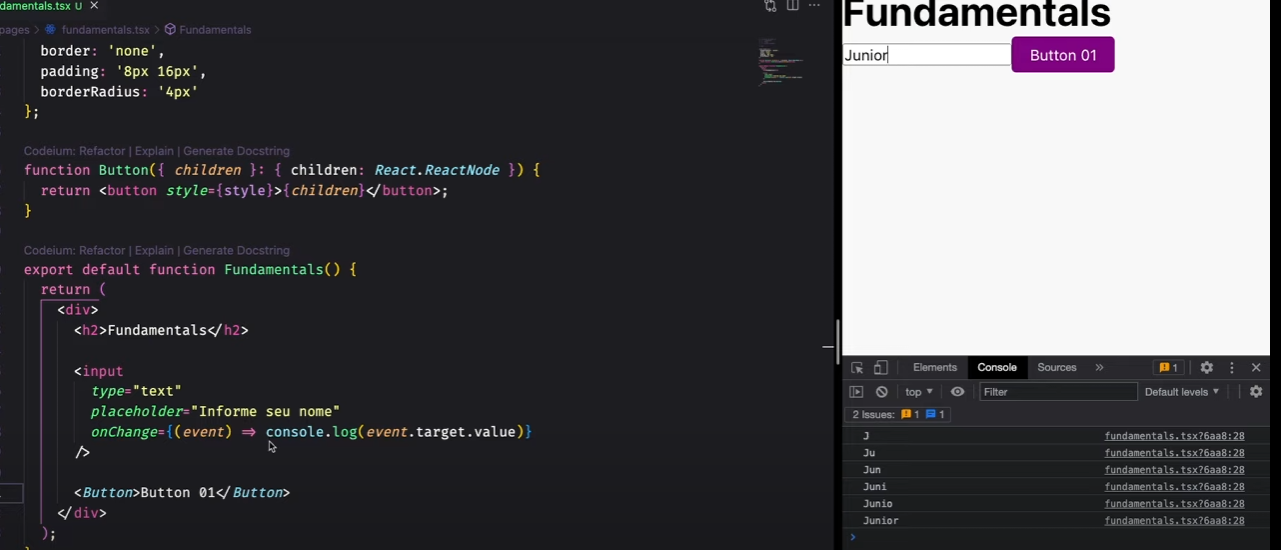 damentals.tsx U ×
pages > fundamentals.tsx > Fundamentals
border: 'none',
padding: '8px 16px',
borderRadius: '4px'
};
Codeium: Refactor | Explain | Generate Docstring
function Button({ children }: { children: React.ReactNode }) {
return <button style={style}>{children}</button>;
}
Codeium: Refactor | Explain | Generate Docstring
export default function Fundamentals() {
return (
<div>
<h2>Fundamentals</h2>
<input
type="text"
placeholder="Informe seu nome"
onChange={(event) => console.log(event.target.value)}
/>
<Button>Button 01</Button>
</div>
);
Fundamentals
Junior
Button 01
Elements Console Sources » 1
top Filter Default levels
2 Issues: 1 1
J fundamentals.tsx?6aa8:28
Ju fundamentals.tsx?6aa8:28
Jun fundamentals.tsx?6aa8:28
Juni fundamentals.tsx?6aa8:28
Junio fundamentals.tsx?6aa8:28
Junior fundamentals.tsx?6aa8:28
>